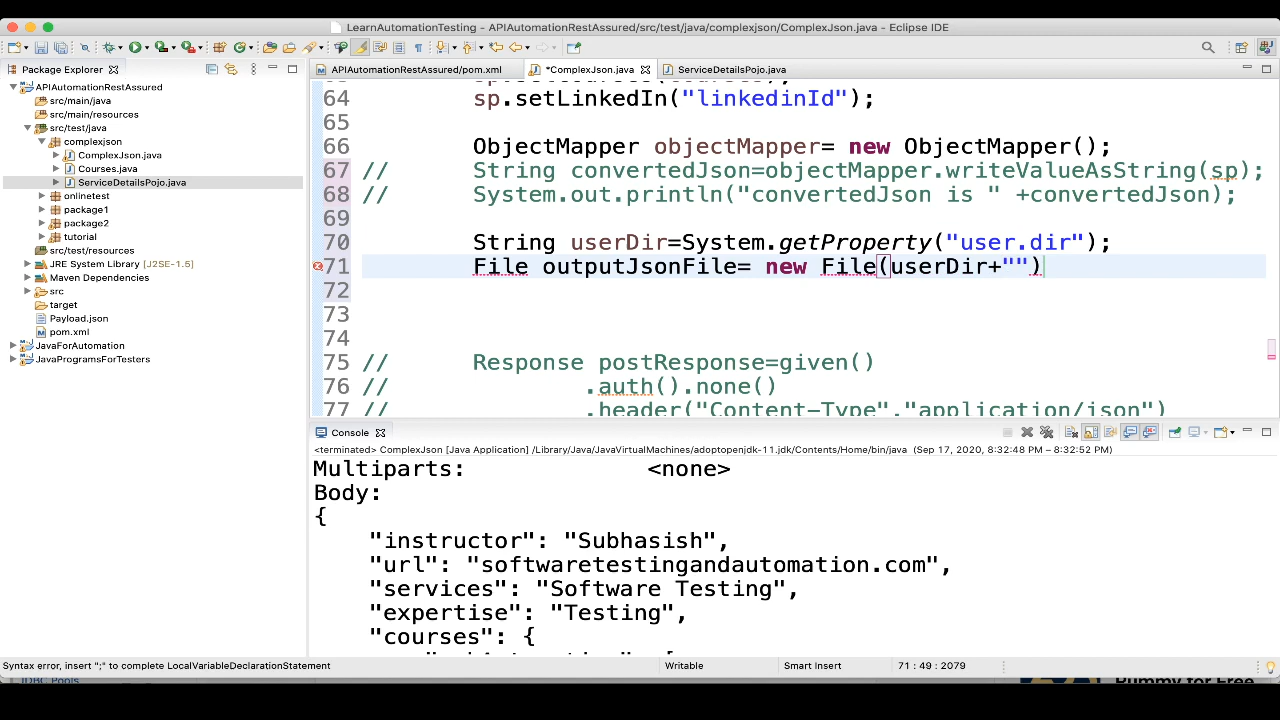 LearnAutomationTesting - APIAutomationRestAssured/src/test/java/complexjson/ComplexJson.java - Eclipse IDE
Package Explorer
APIAutomationRestAssured/pom.xml
*ComplexJson.java
ServiceDetailsPojo.java
APIAutomationRestAssured
src/main/java
src/main/resources
src/test/java
complexjson
ComplexJson.java
Courses.java
ServiceDetailsPojo.java
onlinetest
package1
package2
tutorial
src/test/resources
JRE System Library [J2SE-1.5]
Maven Dependencies
src
target
Payload.json
pom.xml
JavaForAutomation
JavaProgramsForTesters
64 sp.setLinkedIn("linkedinId");
65
66 ObjectMapper objectMapper= new ObjectMapper();
67 // String convertedJson=objectMapper.writeValueAsString(sp);
68 // System.out.println("convertedJson is " +convertedJson);
69
70 String userDir=System.getProperty("user.dir");
71 File outputJsonFile= new File(userDir+"")
72
73
74
75 // Response postResponse=given()
76 // .auth().none()
77 // .header("Content-Type","application/json")
Console
<terminated> ComplexJson [Java Application] /Library/Java/JavaVirtualMachines/adoptopenjdk-11.jdk/Contents/Home/bin/java (Sep 17, 2020, 8:32:48 PM – 8:32:52 PM)
Multiparts: <none>
Body:
{
"instructor": "Subhasish",
"url": "softwaretestingandautomation.com",
"services": "Software Testing",
"expertise": "Testing",
"courses": {
Syntax error, insert ";" to complete LocalVariableDeclarationStatement
Writable
Smart Insert
71 : 49 : 2079
JDBC Pools
Rummy for Free